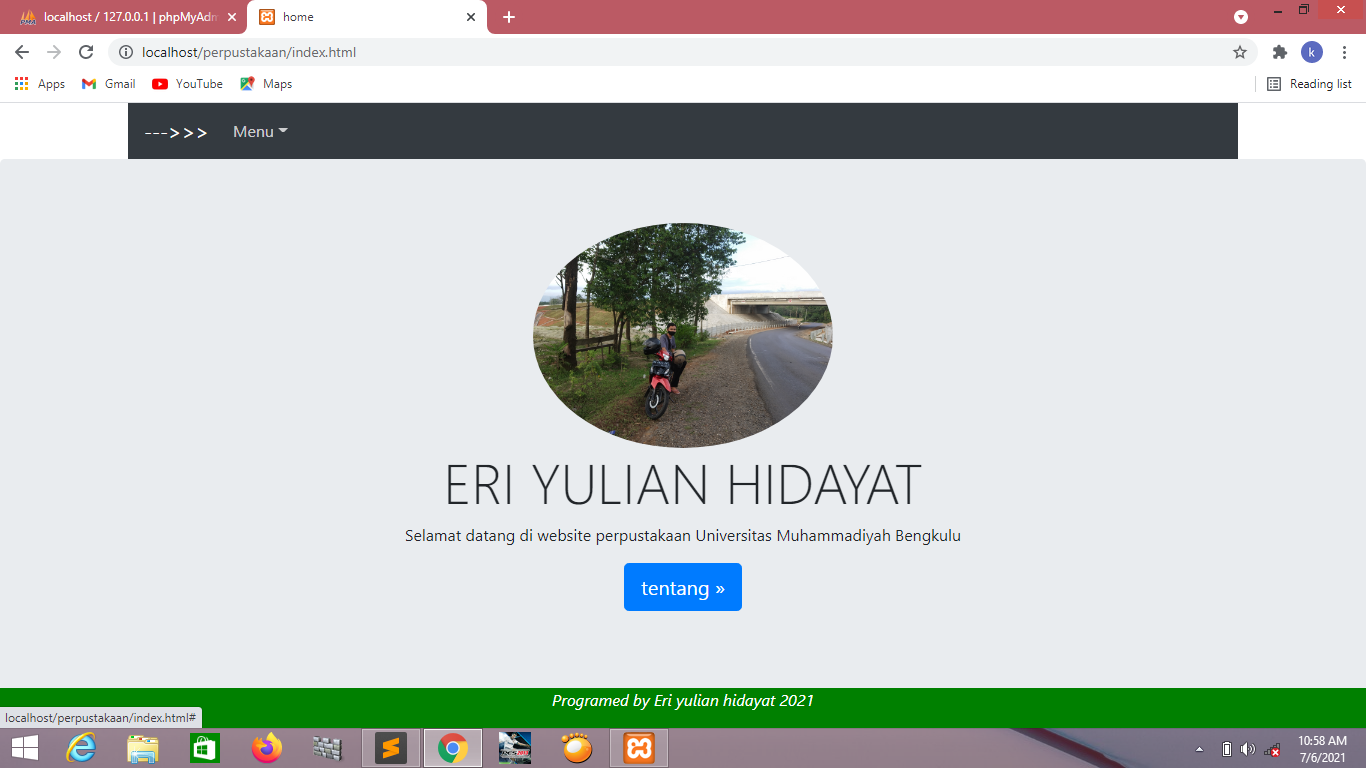 localhost / 127.0.0.1 | phpMyAdm
home
localhost/perpustakaan/index.html
k
Apps
Gmail
YouTube
Maps
Reading list
--->>>
Menu
ERI YULIAN HIDAYAT
Selamat datang di website perpustakaan Universitas Muhammadiyah Bengkulu
tentang »
Programed by Eri yulian hidayat 2021
localhost/perpustakaan/index.html#
10:58 AM
7/6/2021